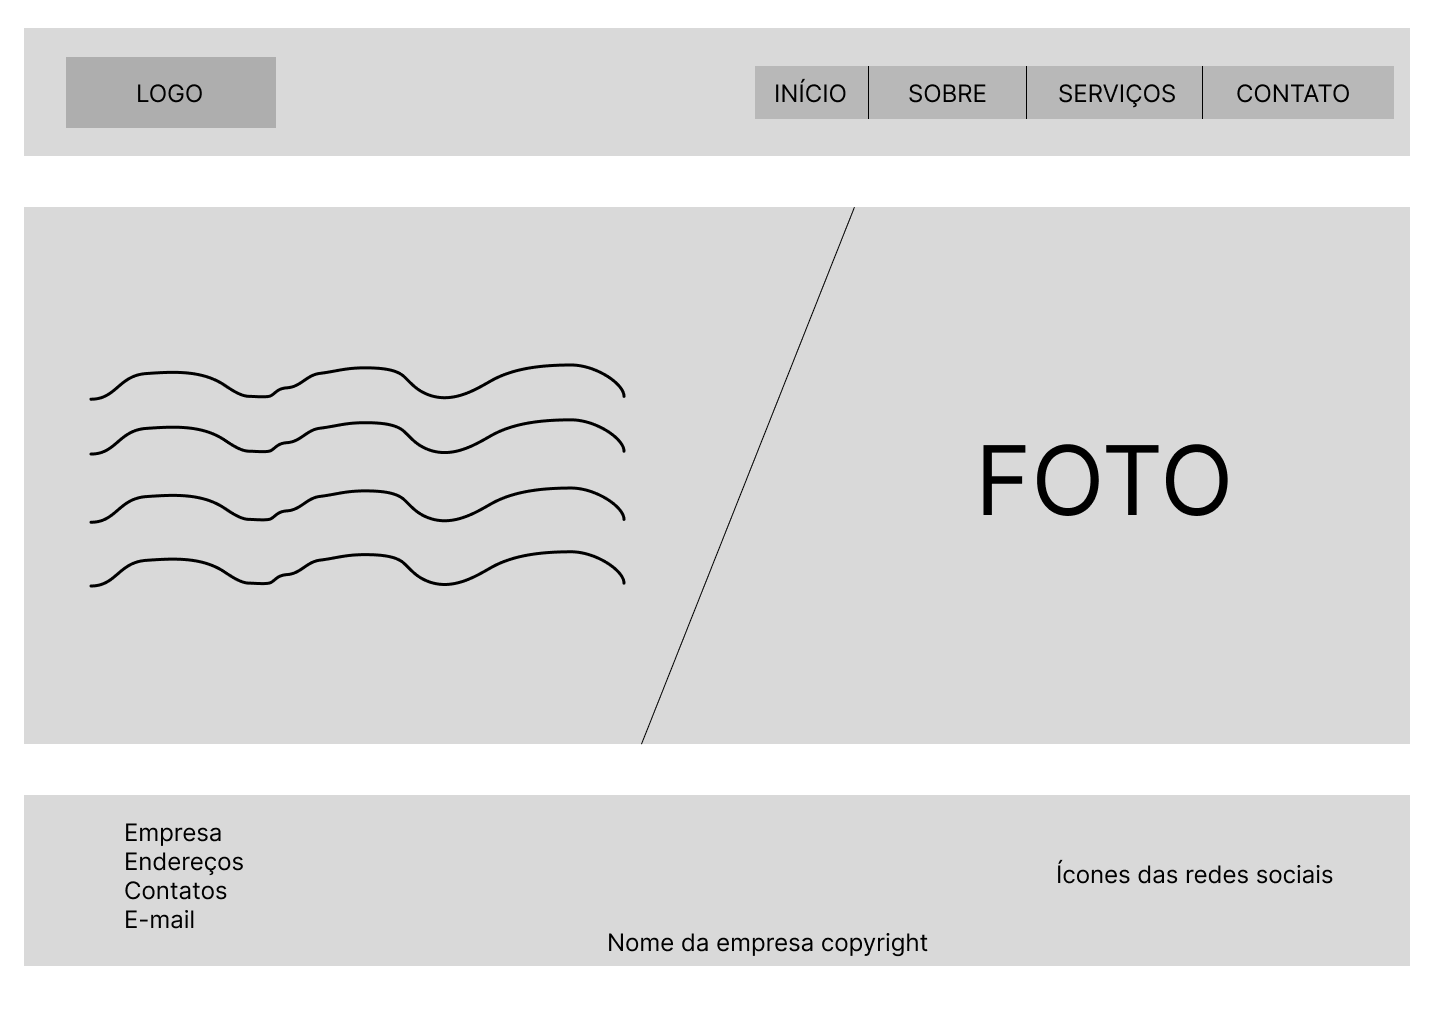 LOGO
INÍCIO
SOBRE
SERVIÇOS
CONTATO
FOTO
Empresa
Endereços
Contatos
E-mail
Ícones das redes sociais
Nome da empresa copyright